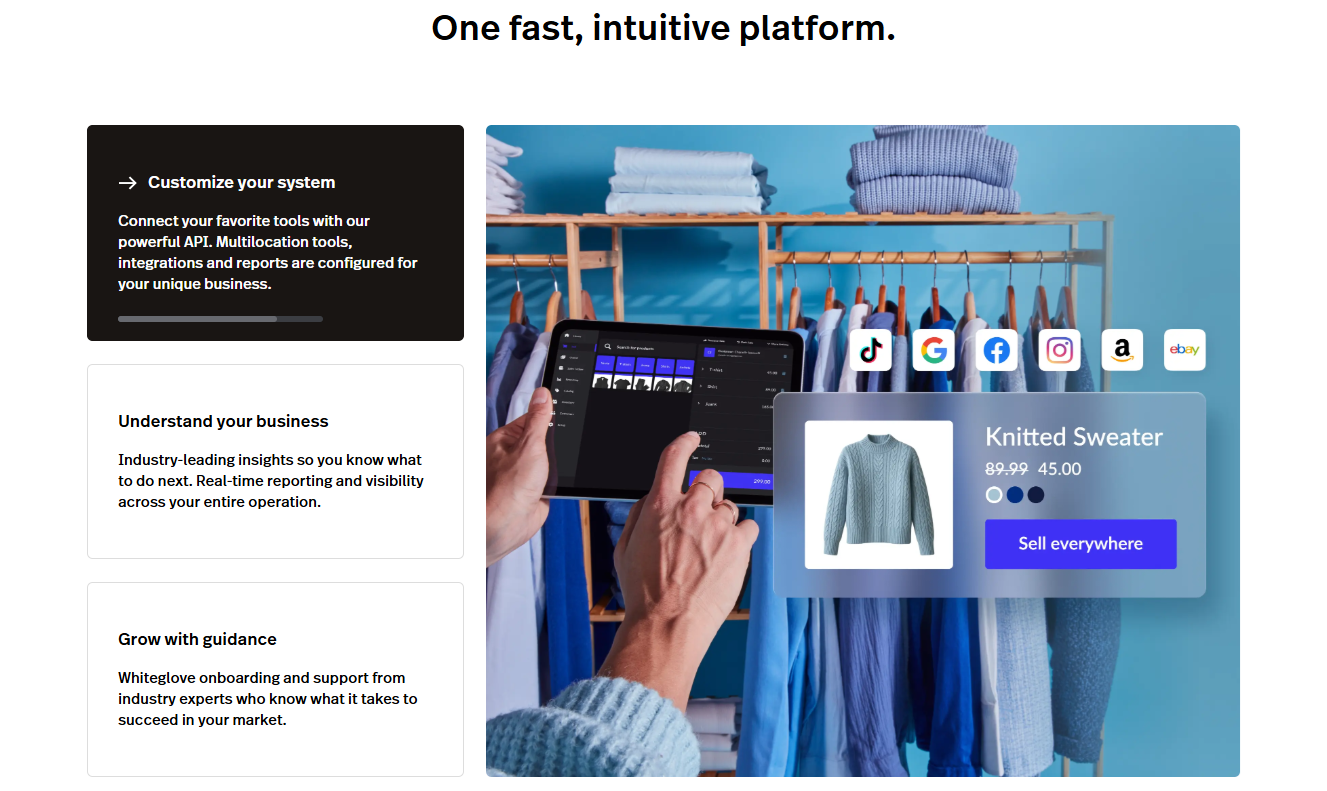 One fast, intuitive platform.
Customize your system
Connect your favorite tools with our
powerful API. Multilocation tools,
integrations and reports are configured for
your unique business.
Understand your business
Industry-leading insights so you know what
to do next. Real-time reporting and visibility
across your entire operation.
Grow with guidance
Whiteglove onboarding and support from
industry experts who know what it takes to
succeed in your market.
Search for products
299.00
a
ebay
Knitted Sweater
89.99 45.00
Sell everywhere